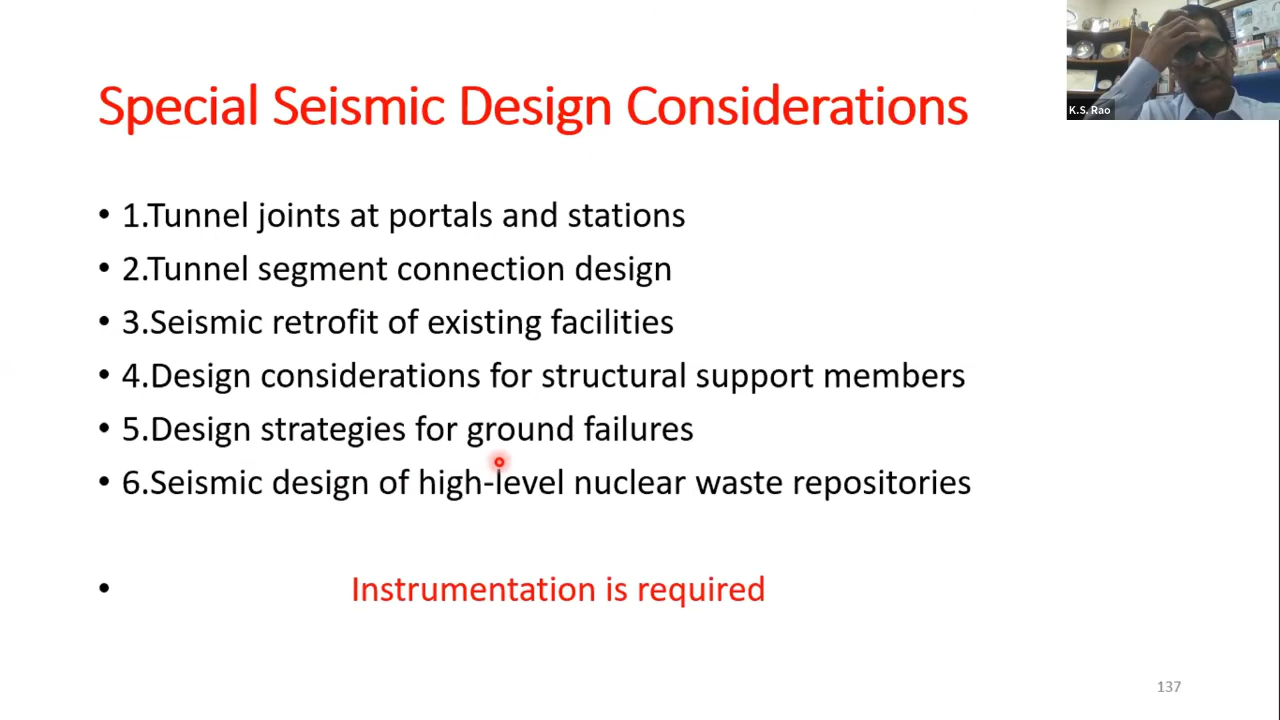 Special Seismic Design Considerations
K.S. Rao
• 1.Tunnel joints at portals and stations
• 2.Tunnel segment connection design
• 3.Seismic retrofit of existing facilities
• 4.Design considerations for structural support members
• 5.Design strategies for ground failures
• 6.Seismic design of high-level nuclear waste repositories
• Instrumentation is required
137